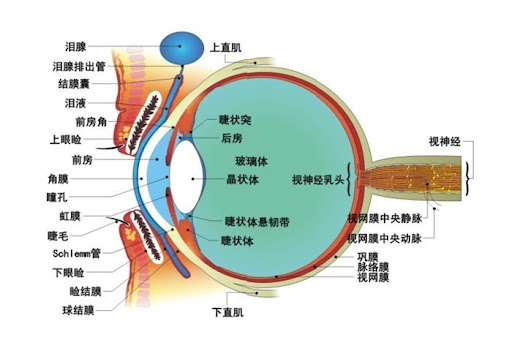 泪腺
泪腺排出管
结膜囊
泪液
前房角
上眼睑
前房
角膜
瞳孔
虹膜
睫毛
Schlemm管
下眼睑
睑结膜
球结膜
上直肌
睫状突
后房
玻璃体
晶状体
视神经乳头
睫状体悬韧带
睫状体
下直肌
视神经
视网膜中央静脉
视网膜中央动脉
巩膜
脉络膜
视网膜